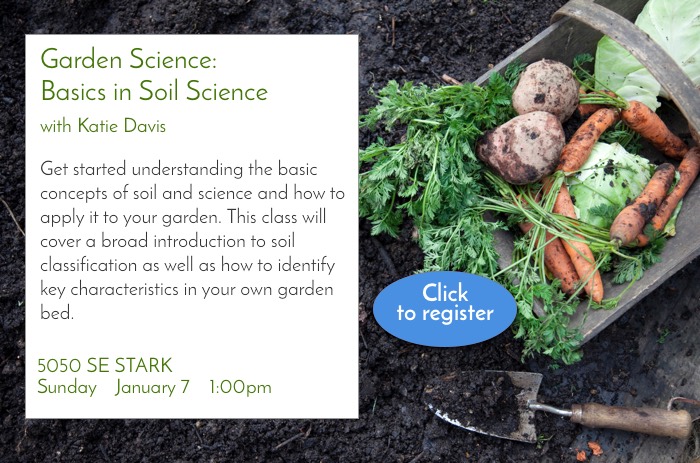 Garden Science:
Basics in Soil Science
with Katie Davis
Get started understanding the basic
concepts of soil and science and how to
apply it to your garden. This class will
cover a broad introduction to soil
classification as well as how to identify
key characteristics in your own garden
bed.
5050 SE STARK
Sunday January 7 1:00pm
Click
to register